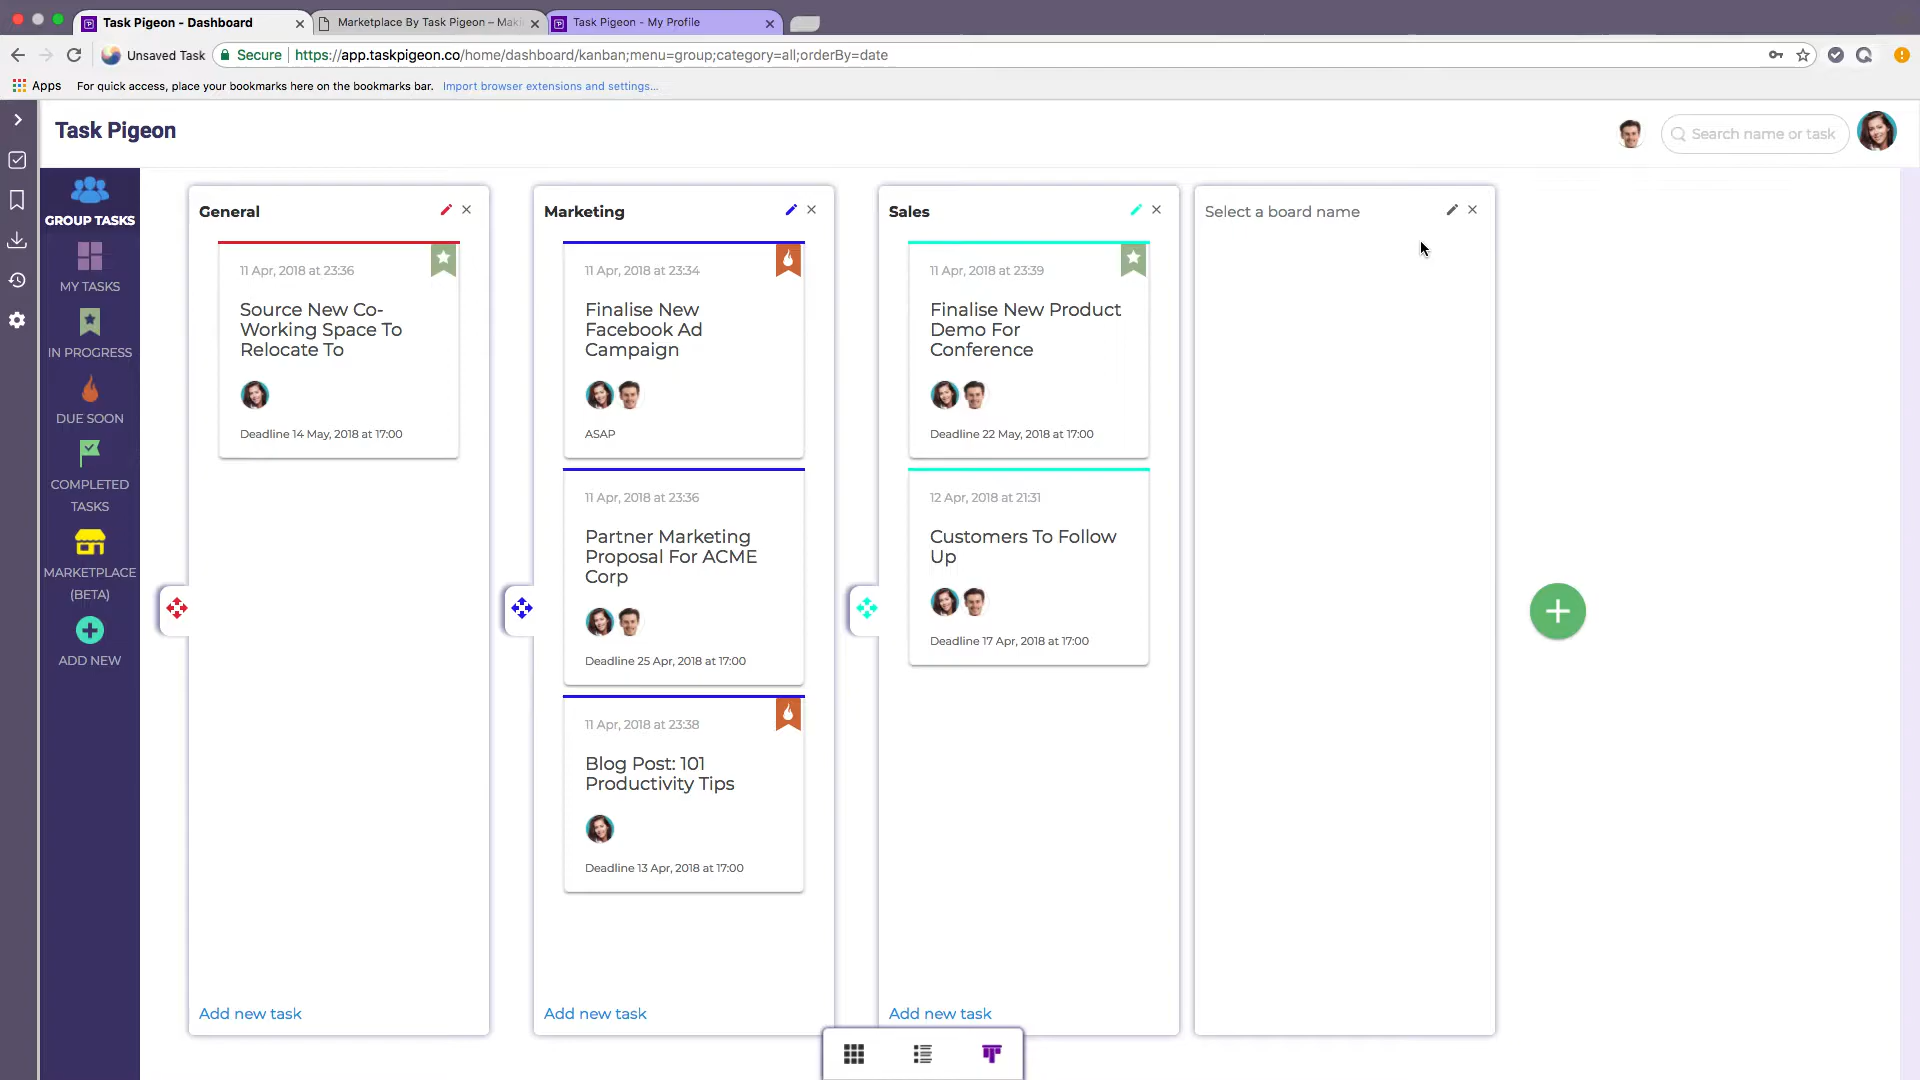 Task Pigeon - Dashboard
Marketplace By Task Pigeon – Maki
Task Pigeon - My Profile
Unsaved Task
Secure
https://app.taskpigeon.co/home/dashboard/kanban;menu=group;category=all;orderBy=date
Apps
For quick access, place your bookmarks here on the bookmarks bar.
Import browser extensions and settings...
Task Pigeon
Search name or task
GROUP TASKS
MY TASKS
IN PROGRESS
DUE SOON
COMPLETED
TASKS
MARKETPLACE
(BETA)
ADD NEW
General
11 Apr, 2018 at 23:36
Source New Co-
Working Space To
Relocate To
Deadline 14 May, 2018 at 17:00
Add new task
Marketing
11 Apr, 2018 at 23:34
Finalise New
Facebook Ad
Campaign
ASAP
11 Apr, 2018 at 23:36
Partner Marketing
Proposal For ACME
Corp
Deadline 25 Apr, 2018 at 17:00
11 Apr, 2018 at 23:38
Blog Post: 101
Productivity Tips
Deadline 13 Apr, 2018 at 17:00
Add new task
Sales
11 Apr, 2018 at 23:39
Finalise New Product
Demo For
Conference
Deadline 22 May, 2018 at 17:00
12 Apr, 2018 at 21:31
Customers To Follow
Up
Deadline 17 Apr, 2018 at 17:00
Add new task
Select a board name